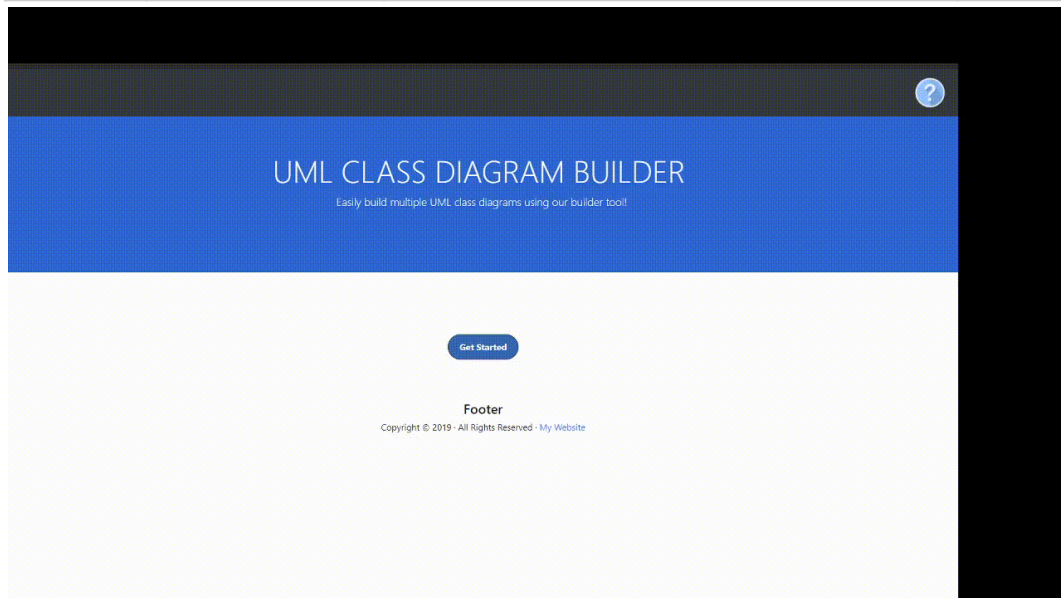 ?
UML CLASS DIAGRAM BUILDER
Easily build multiple UML class diagrams using our builder tool!
Get Started
Footer
Copyright © 2019 · All Rights Reserved · My Website